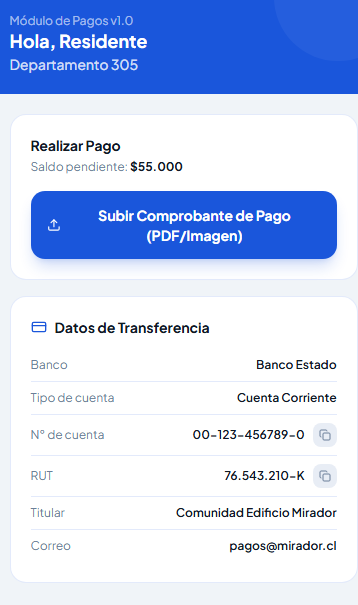 Módulo de Pagos v1.0
Hola, Residente
Departamento 305
Realizar Pago
Saldo pendiente: $55.000
Subir Comprobante de Pago
(PDF/Imagen)
Datos de Transferencia
Banco Banco Estado
Tipo de cuenta Cuenta Corriente
N° de cuenta 00-123-456789-0
RUT 76.543.210-K
Titular Comunidad Edificio Mirador
Correo pagos@mirador.cl